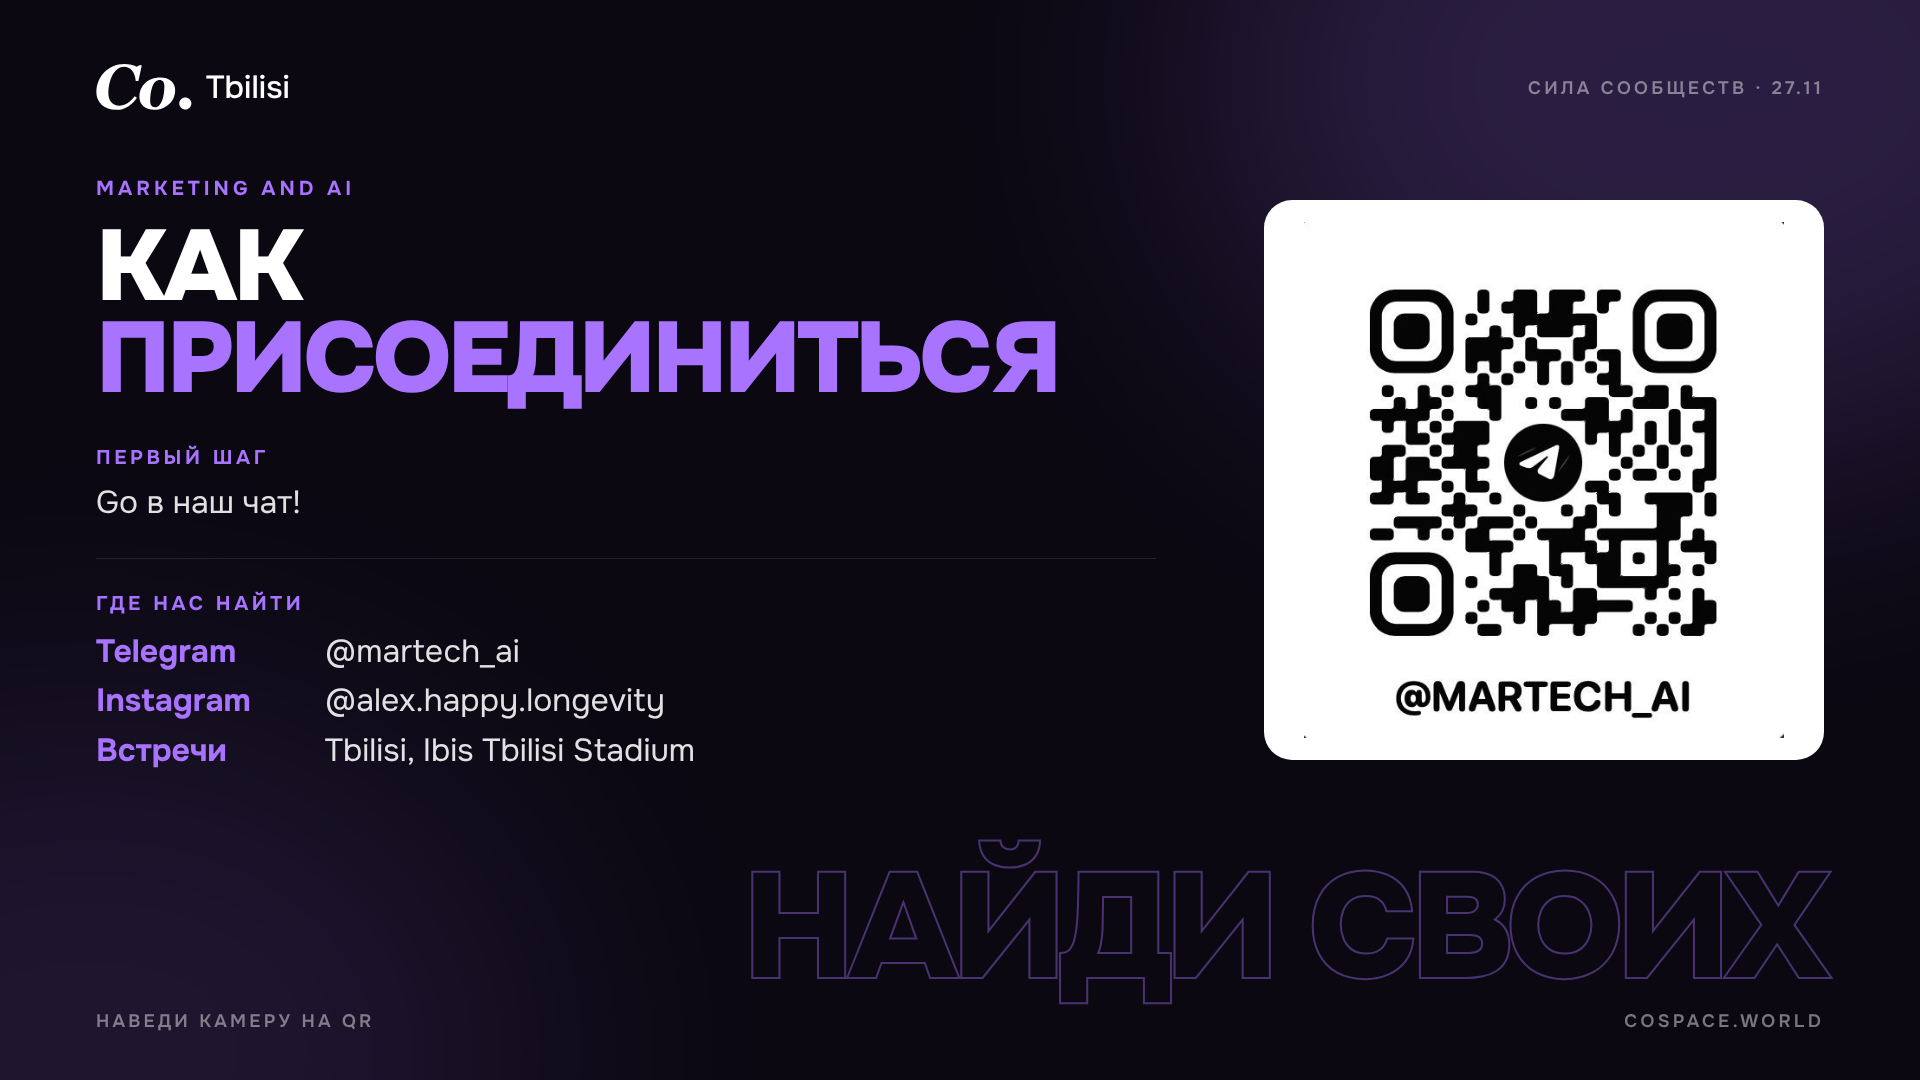 Co. Tbilisi
СИЛА СООБЩЕСТВ · 27.11
MARKETING AND AI
КАК
ПРИСОЕДИНИТЬСЯ
ПЕРВЫЙ ШАГ
Go в наш чат!
ГДЕ НАС НАЙТИ
Telegram @martech_ai
Instagram @alex.happy.longevity
Встречи Tbilisi, Ibis Tbilisi Stadium
@MARTECH_AI
НАЙДИ СВОИХ
НАВЕДИ КАМЕРУ НА QR
COSPACE.WORLD